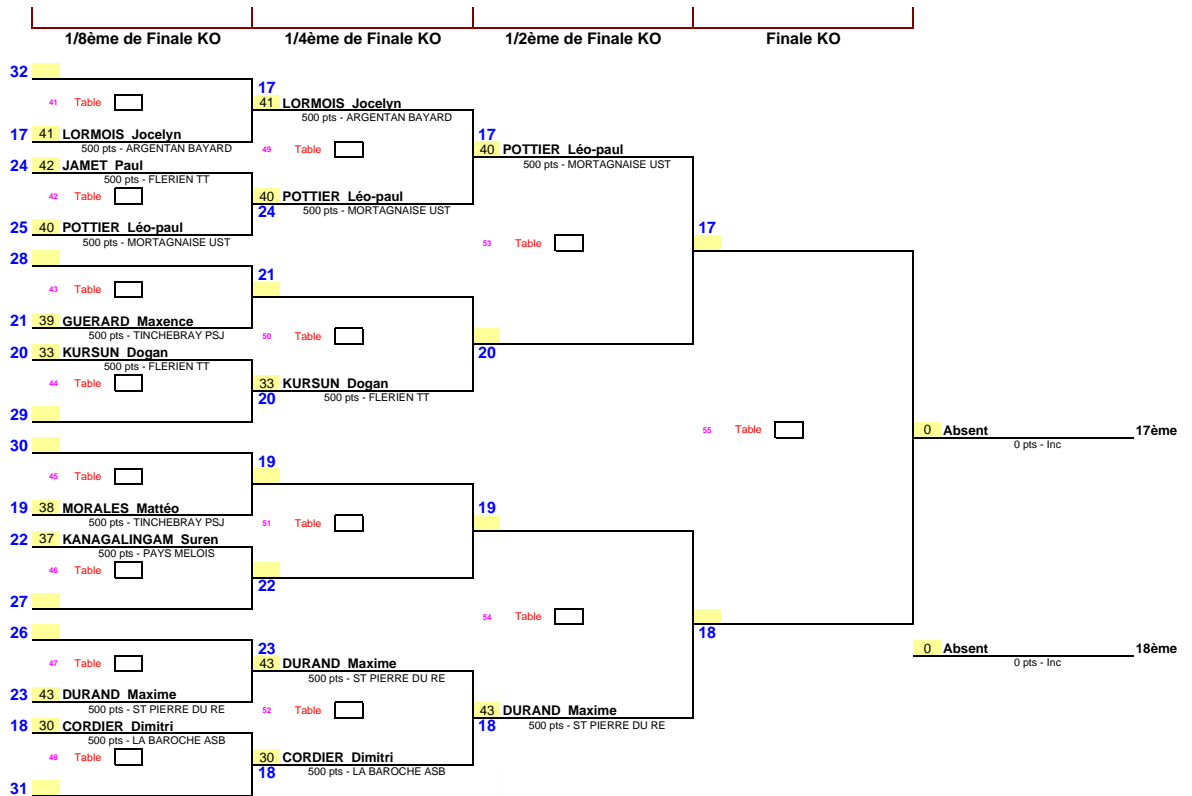 1/8ème de Finale KO 1/4ème de Finale KO 1/2ème de Finale KO Finale KO
32
17
41 Table
41 LORMOIS Jocelyn
500 pts - ARGENTAN BAYARD
17 41 LORMOIS Jocelyn
500 pts - ARGENTAN BAYARD
17
49 Table
40 POTTIER Léo-paul
500 pts - MORTAGNAISE UST
24 42 JAMET Paul
500 pts - FLERIEN TT
42 Table
40 POTTIER Léo-paul
24 500 pts - MORTAGNAISE UST
25 40 POTTIER Léo-paul
500 pts - MORTAGNAISE UST
17
53 Table
28
21
43 Table
21 39 GUERARD Maxence
500 pts - TINCHEBRAY PSJ
50 Table
20 33 KURSUN Dogan
500 pts - FLERIEN TT
20
44 Table
33 KURSUN Dogan
20 500 pts - FLERIEN TT
29
55 Table
0 Absent 17ème
0 pts - Inc
30
19
45 Table
19 38 MORALES Mattéo
500 pts - TINCHEBRAY PSJ
19
51 Table
22 37 KANAGALINGAM Suren
500 pts - PAYS MELOIS
46 Table
22
27
54 Table
26
18
23
0 Absent 18ème
0 pts - Inc
47 Table
43 DURAND Maxime
500 pts - ST PIERRE DU RE
23 43 DURAND Maxime
500 pts - ST PIERRE DU RE
52 Table
43 DURAND Maxime
18 500 pts - ST PIERRE DU RE
18 30 CORDIER Dimitri
500 pts - LA BAROCHE ASB
48 Table
30 CORDIER Dimitri
18 500 pts - LA BAROCHE ASB
31